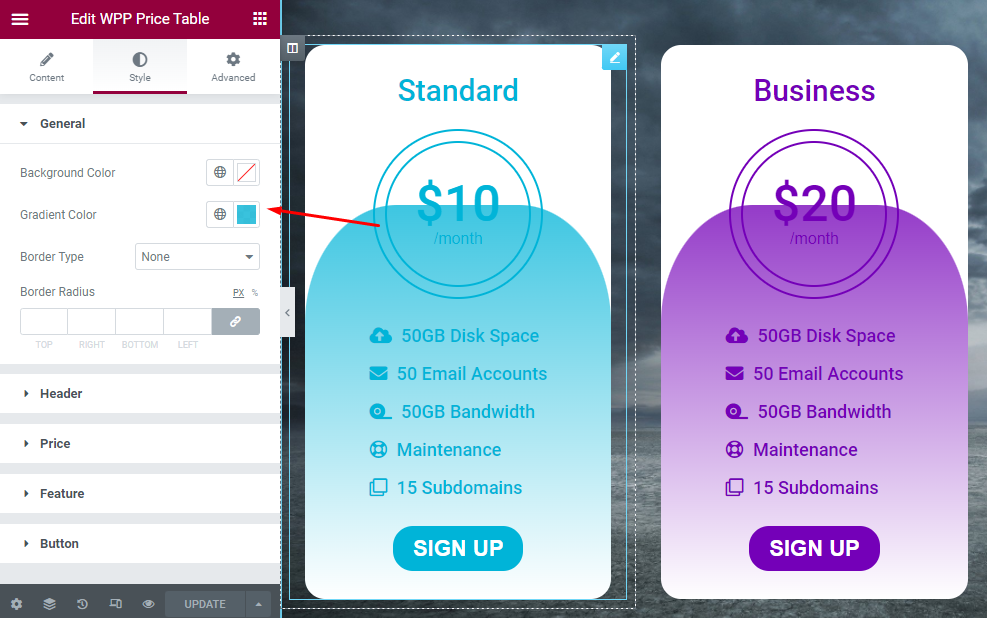 Edit WPP Price Table
Content
Style
Advanced
General
Background Color
Gradient Color
Border Type
None
Border Radius
PX %
TOP RIGHT BOTTOM LEFT
Header
Price
Feature
Button
UPDATE
Standard
$10
/month
50GB Disk Space
50 Email Accounts
50GB Bandwidth
Maintenance
15 Subdomains
SIGN UP
Business
$20
/month
50GB Disk Space
50 Email Accounts
50GB Bandwidth
Maintenance
15 Subdomains
SIGN UP